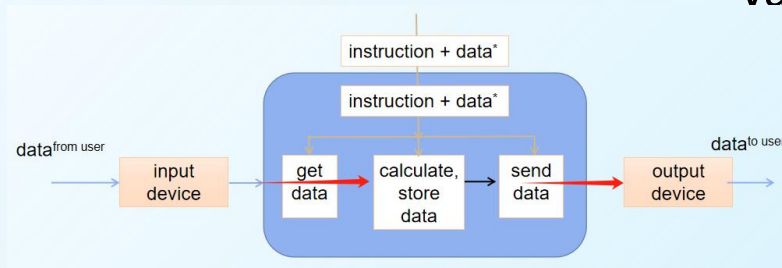 instruction + data*
instruction + data*
data from user
data to user
input
device
get
data
calculate,
store
data
send
data
output
device